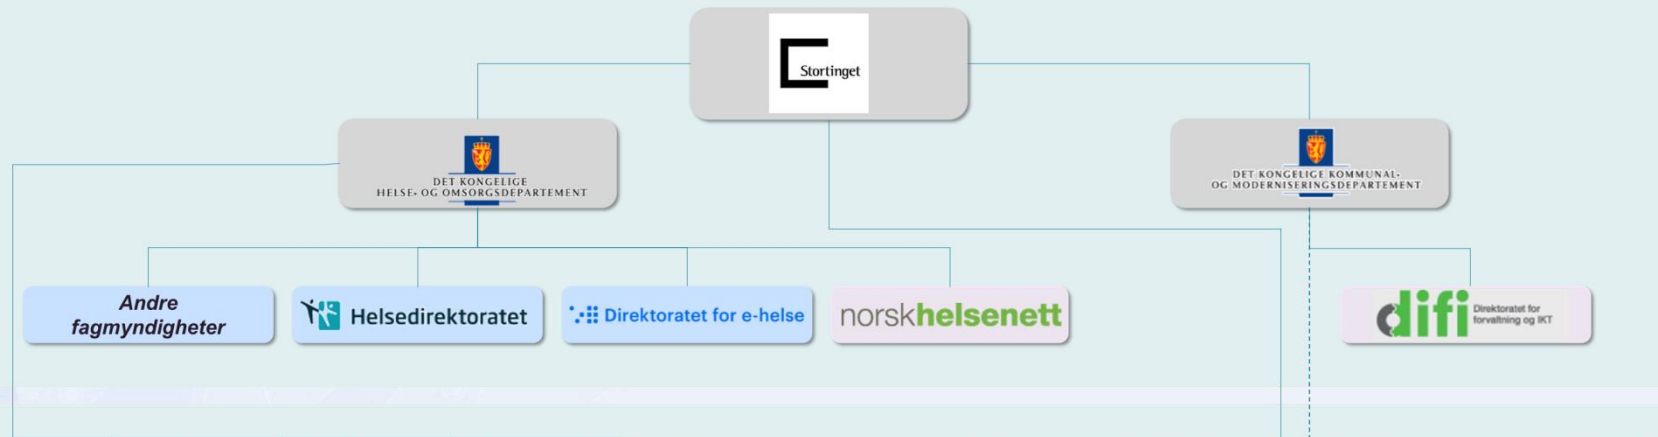 Stortinget
DET KONGELIGE
HELSE- OG OMSORGSDEPARTEMENT
DET KONGELIGE KOMMUNAL-
OG MODERNISERINGSDEPARTEMENT
Andre
fagmyndigheter
Helsedirektoratet
Direktoratet for e-helse
norskhelsenett
difi
Direktoratet for
forvaltning og IKT